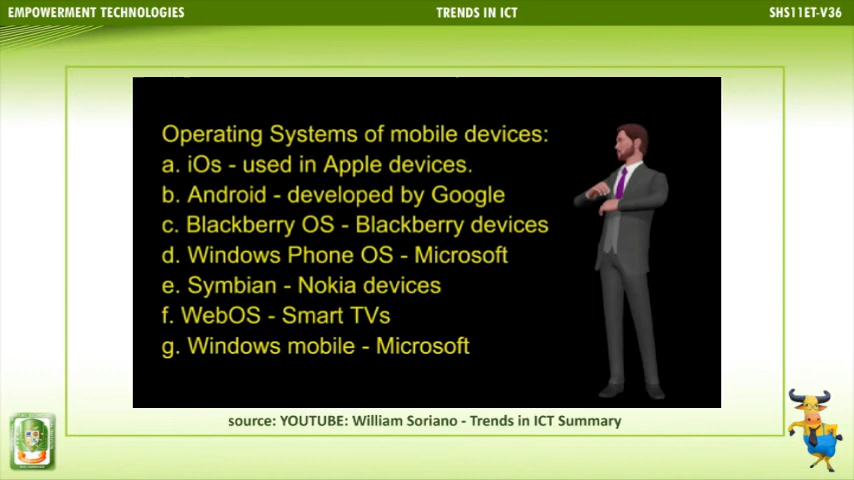 EMPOWERMENT TECHNOLOGIES
TRENDS IN ICT
SHS11ET-V36
Operating Systems of mobile devices:
a. iOs - used in Apple devices.
b. Android - developed by Google
c. Blackberry OS - Blackberry devices
d. Windows Phone OS - Microsoft
e. Symbian - Nokia devices
f. WebOS - Smart TVs
g. Windows mobile - Microsoft
source: YOUTUBE: William Soriano - Trends in ICT Summary